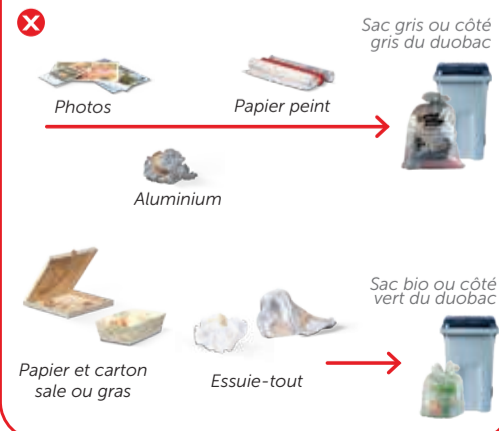 Sac gris ou côté
gris du duobac
Photos
Papier peint
Aluminium
Sac bio ou côté
vert du duobac
Papier et carton
sale ou gras
Essuie-tout